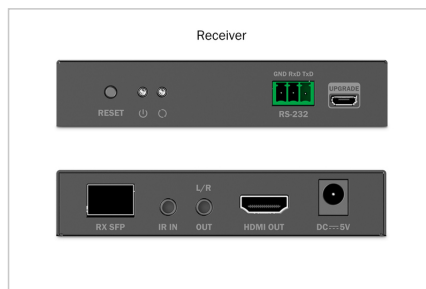 Receiver
GND RxD TxD
UPGRADE
RESET
RS-232
L/R
RX SFP
IR IN
OUT
HDMI OUT
DC 5V